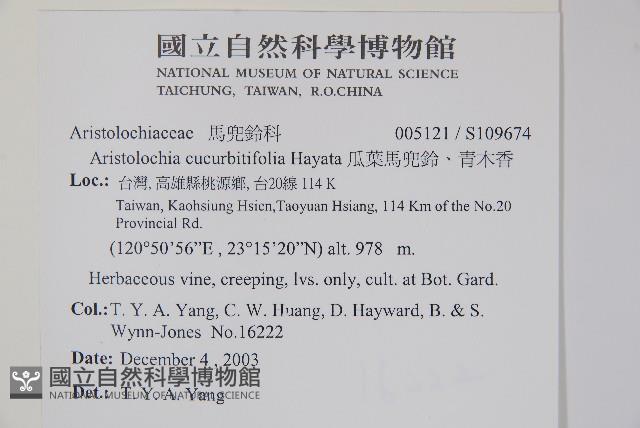 國立自然科學博物館
NATIONAL MUSEUM OF NATURAL SCIENCE
TAICHUNG, TAIWAN, R.O.CHINA
Aristolochiaceae 馬兜鈴科 005121 / S109674
Aristolochia cucurbitifolia Hayata 瓜葉馬兜鈴、青木香
Loc.: 台灣, 高雄縣桃源鄉, 台20線 114 K
Taiwan, Kaohsiung Hsien,Taoyuan Hsiang, 114 Km of the No.20
Provincial Rd.
(120°50’56”E , 23°15’20”N) alt. 978 m.
Herbaceous vine, creeping, lvs. only, cult. at Bot. Gard.
Col.: T. Y. A. Yang, C. W. Huang, D. Hayward, B. & S.
Wynn-Jones No.16222
Date: December 4 , 2003
國立自然科學博物館
NATIONAL MUSEUM OF NATURAL SCIENCE
Det.: T. Y. A. Yang